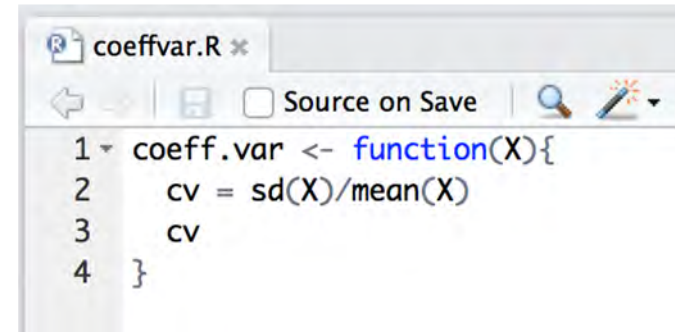 coeffvar.R
Source on Save
1 coeff.var <- function(X){
2 cv = sd(X)/mean(X)
3 cv
4 }